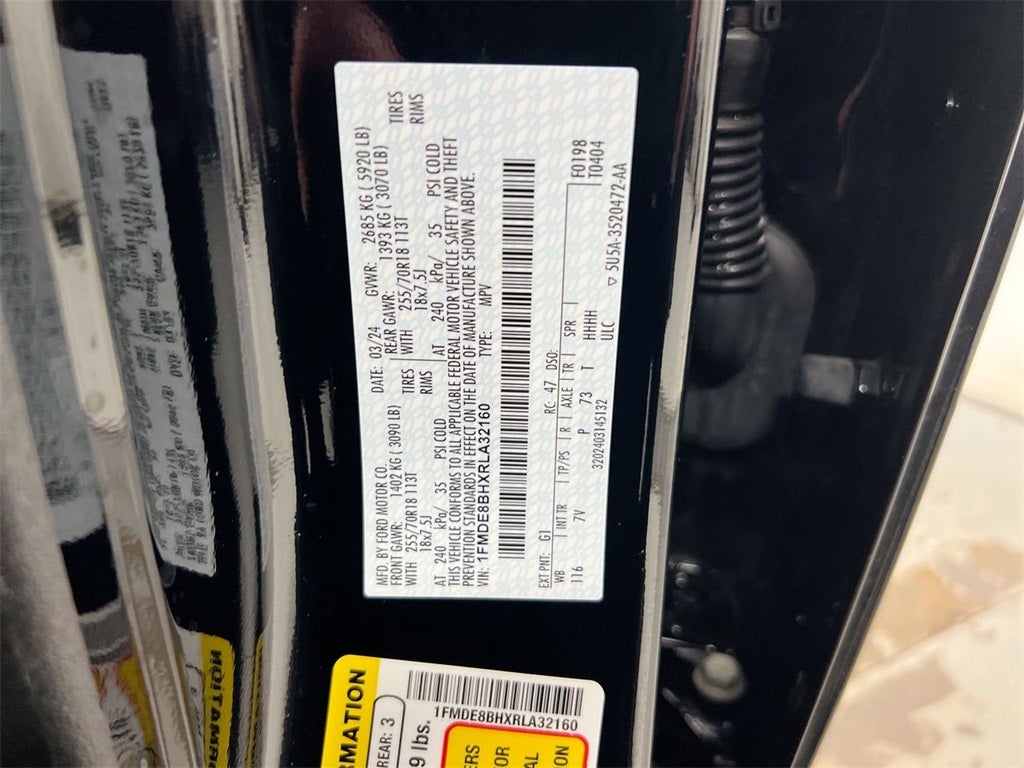 MFD. BY FORD MOTOR CO.
DATE: 03/24 GVWR: 2685 KG ( 5920 LB)
FRONT GAWR: 1402 KG ( 3090 LB)
REAR GAWR: 1393 KG ( 3070 LB)
WITH 255/70R18 113T TIRES
WITH 255/70R18 113T TIRES
18x7.5J RIMS
18x7.5J RIMS
AT 240 kPa/ 35 PSI COLD
AT 240 kPa/ 35 PSI COLD
THIS VEHICLE CONFORMS TO ALL APPLICABLE FEDERAL MOTOR VEHICLE SAFETY AND THEFT
PREVENTION STANDARDS IN EFFECT ON THE DATE OF MANUFACTURE SHOWN ABOVE.
VIN: 1FMDE8BHXRLA32160 TYPE: MPV
EXT PNT: G1 RC: 47 DSO: F0198
T0404
WB INT TR TP/PS R AXLE TR SPR
116 7V P 73 T HHHH
3202403145132 ULC
▽ 5U5A-3520472-AA
RMATION
REAR: 3
1FMDE8BHXRLA32160
9 lbs.